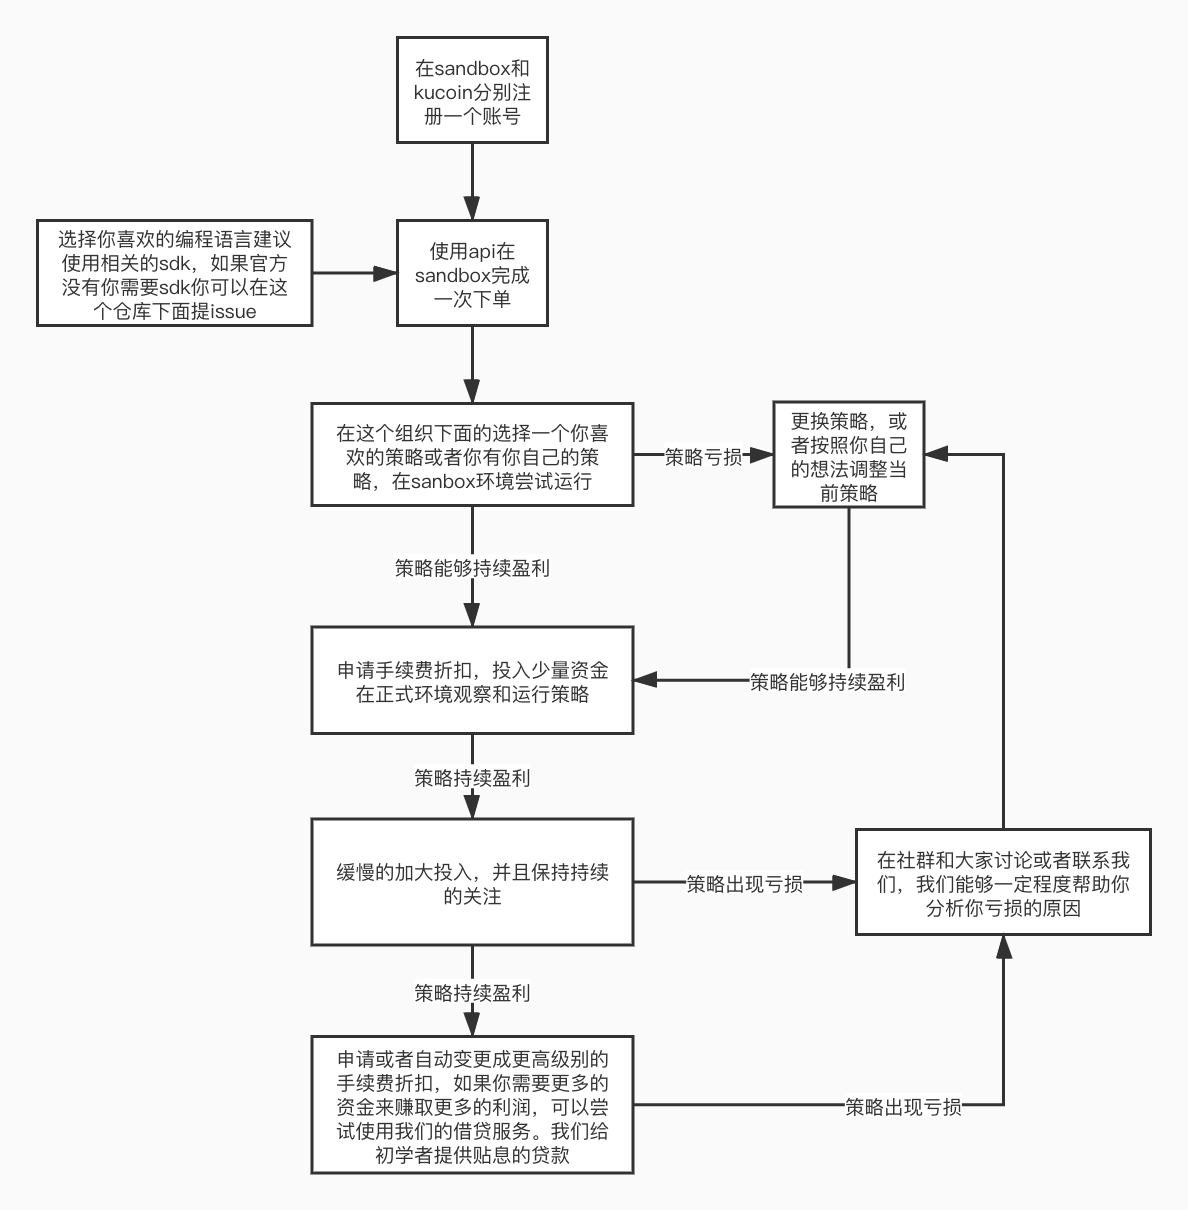 在sandbox和
kucoin分别注
册一个账号
选择你喜欢的编程语言建议
使用相关的sdk，如果官方
没有你需要sdk你可以在这
个仓库下面提issue
使用api在
sandbox完成
一次下单
在这个组织下面的选择一个你喜
欢的策略或者你有你自己的策
略，在sanbox环境尝试运行
策略亏损
更换策略，或
者按照你自己
的想法调整当
前策略
策略能够持续盈利
申请手续费折扣，投入少量资金
在正式环境观察和运行策略
策略能够持续盈利
策略持续盈利
缓慢的加大投入，并且保持持续
的关注
策略出现亏损
在社群和大家讨论或者联系我
们，我们能够一定程度帮助你
分析你亏损的原因
策略持续盈利
申请或者自动变更成更高级别的
手续费折扣，如果你需要更多的
资金来赚取更多的利润，可以尝
试使用我们的借贷服务。我们给
初学者提供贴息的贷款
策略出现亏损